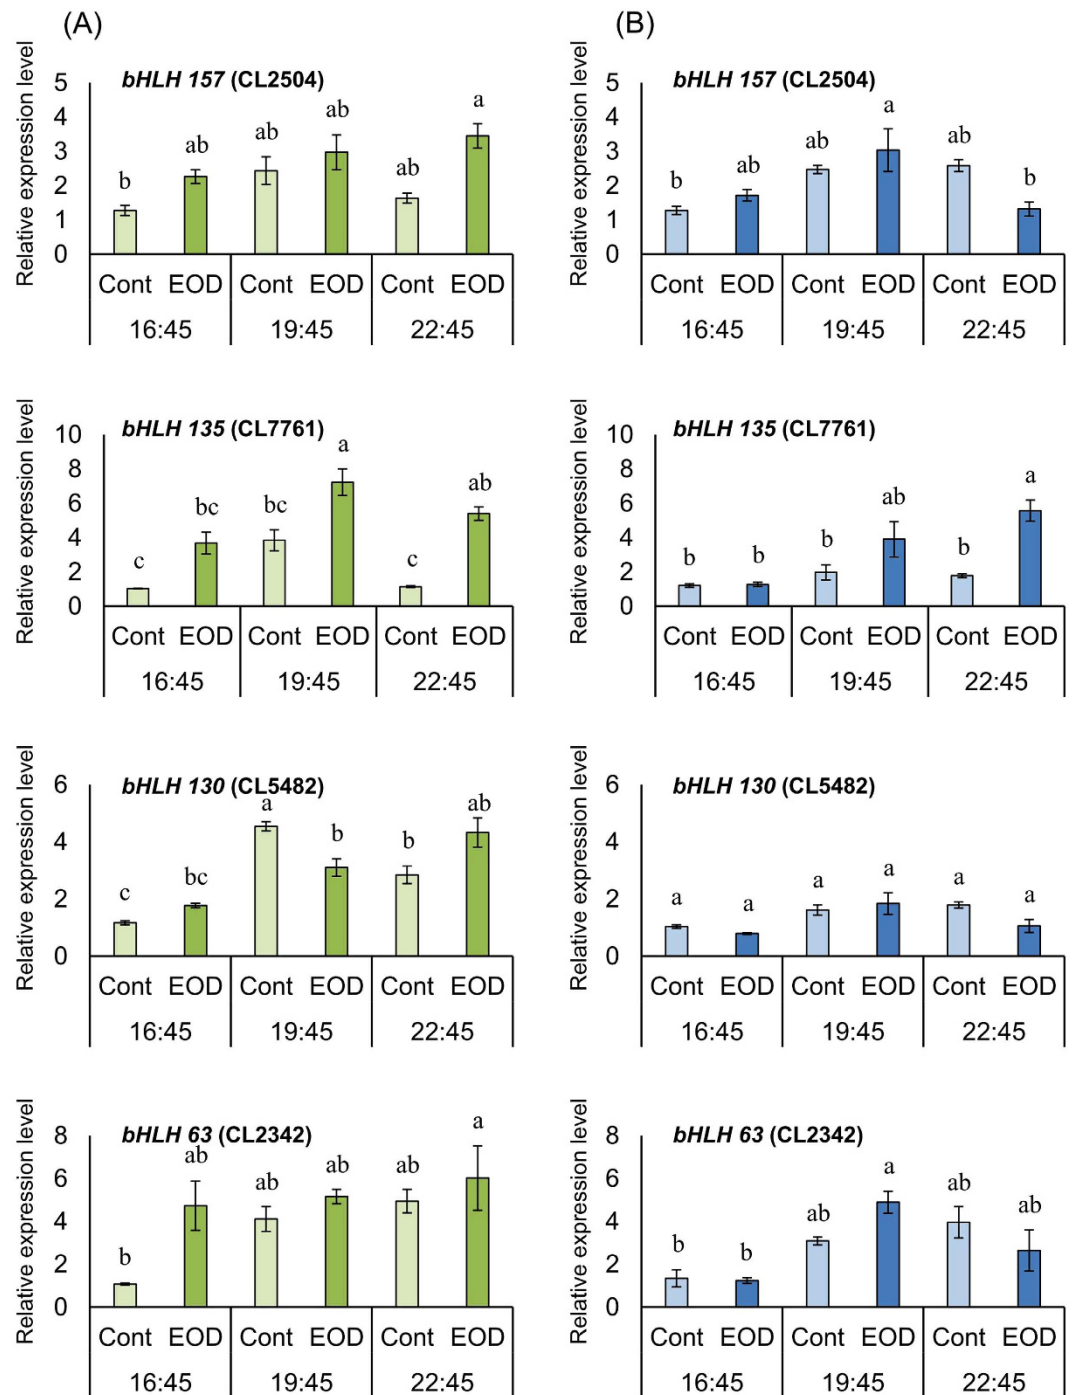 (A)
bHLH 157 (CL2504)
Relative expression level
5
4
3
2
1
0
b
ab
ab
ab
ab
a
Cont EOD Cont EOD Cont EOD
16:45 19:45 22:45
bHLH 135 (CL7761)
Relative expression level
10
8
6
4
2
0
c
bc
bc
a
c
ab
Cont EOD Cont EOD Cont EOD
16:45 19:45 22:45
bHLH 130 (CL5482)
Relative expression level
6
4
2
0
c
bc
a
b
b
ab
Cont EOD Cont EOD Cont EOD
16:45 19:45 22:45
bHLH 63 (CL2342)
Relative expression level
8
6
4
2
0
b
ab
ab
ab
ab
a
Cont EOD Cont EOD Cont EOD
16:45 19:45 22:45
(B)
bHLH 157 (CL2504)
Relative expression level
5
4
3
2
1
0
b
ab
ab
a
ab
b
Cont EOD Cont EOD Cont EOD
16:45 19:45 22:45
bHLH 135 (CL7761)
Relative expression level
10
8
6
4
2
0
b
b
b
ab
b
a
Cont EOD Cont EOD Cont EOD
16:45 19:45 22:45
bHLH 130 (CL5482)
Relative expression level
6
4
2
0
a
a
a
a
a
a
Cont EOD Cont EOD Cont EOD
16:45 19:45 22:45
bHLH 63 (CL2342)
Relative expression level
8
6
4
2
0
b
b
ab
a
ab
ab
Cont EOD Cont EOD Cont EOD
16:45 19:45 22:45